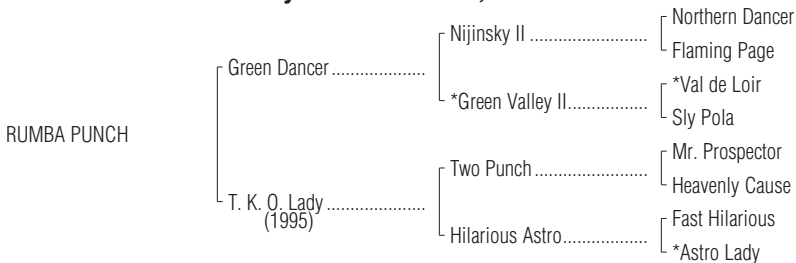 Northern Dancer
Nijinsky II ....................
Flaming Page
Green Dancer....................
*Val de Loir
*Green Valley II.................
Sly Pola
RUMBA PUNCH
Mr. Prospector
Two Punch ......................
Heavenly Cause
T. K. O. Lady .....................
(1995)
Fast Hilarious
Hilarious Astro..................
*Astro Lady